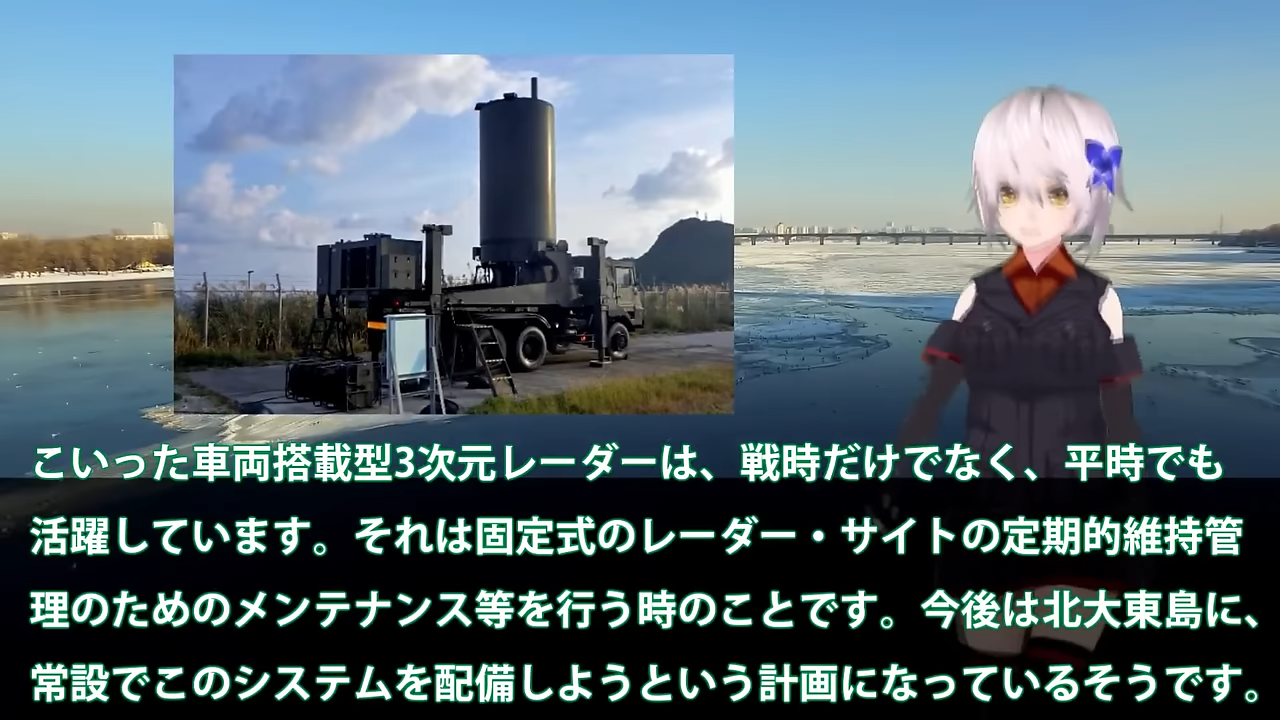 こいった車両搭載型3次元レーダーは、戦時だけでなく、平時でも
活躍しています。それは固定式のレーダー・サイトの定期的維持管
理のためのメンテナンス等を行う時のことです。今後は北大東島に、
常設でこのシステムを配備しようという計画になっているそうです。